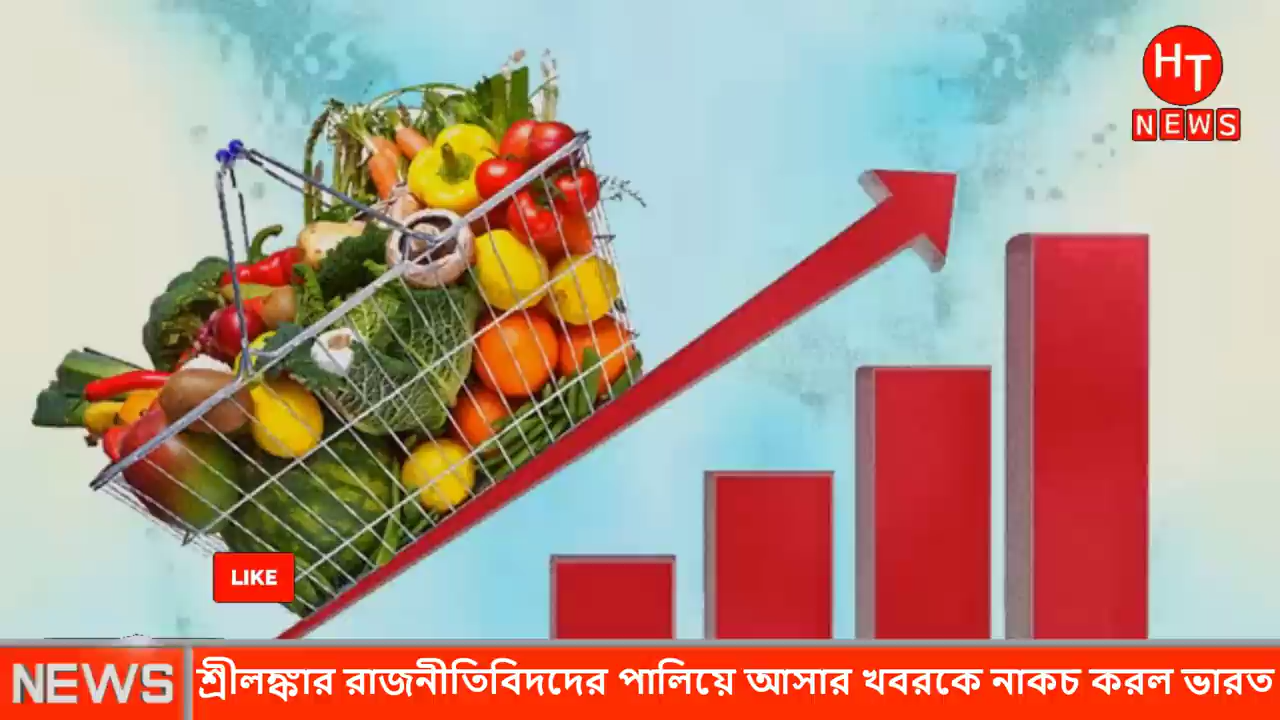 HT
NEWS
LIKE
NEWS
শ্রীলঙ্কার রাজনীতিবিদদের পালিয়ে আসার খবরকে নাকচ করল ভারত